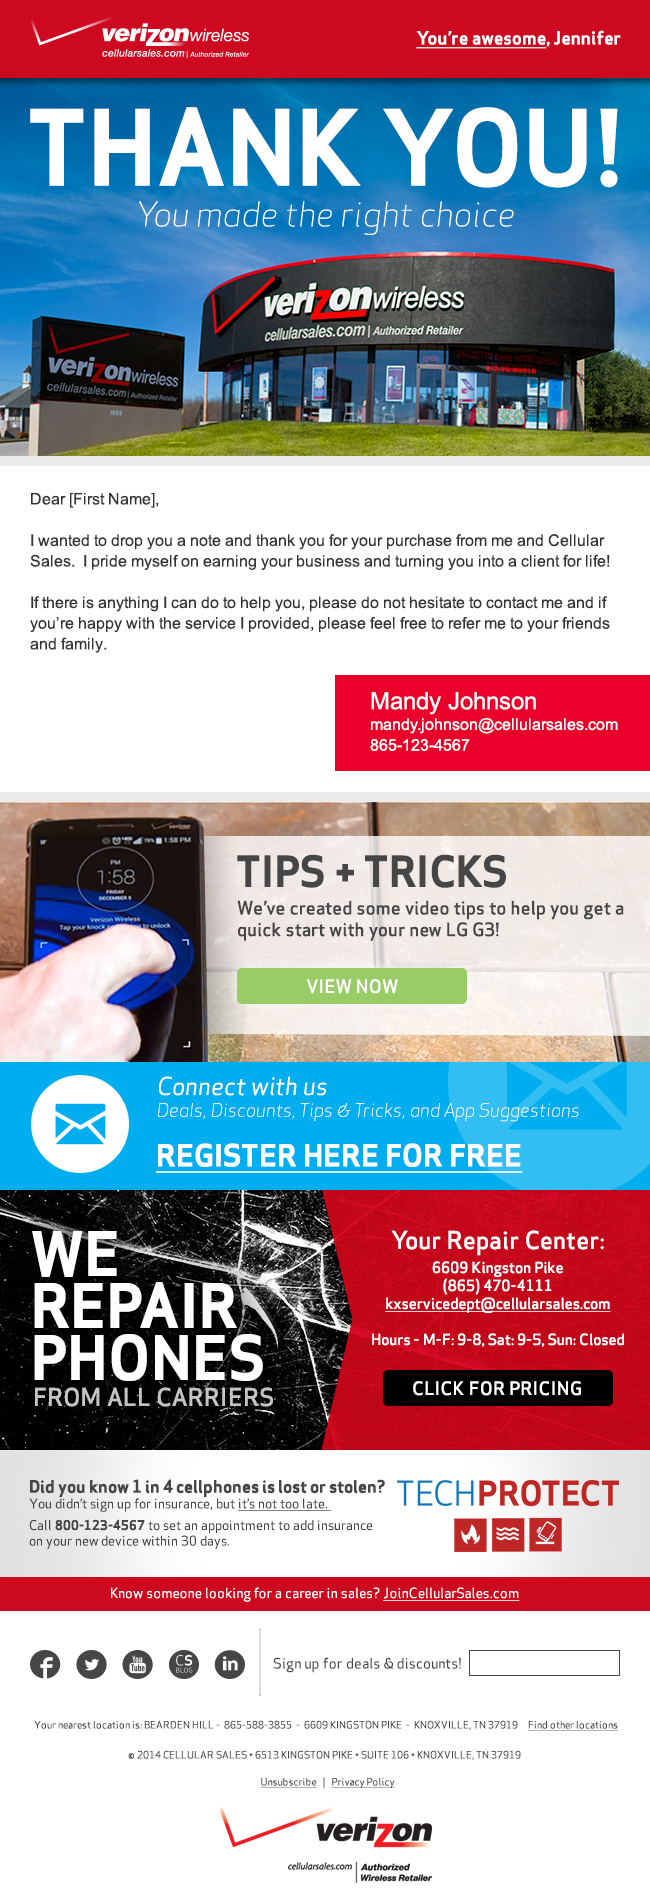 verizonwireless
cellularsales.com | Authorized Retailer
You're awesome, Jennifer
THANK YOU!
You made the right choice
verizonwireless
cellularsales.com | Authorized Retailer
verizonwireless
cellularsales.com | Authorized Retailer
OPEN
Dear [First Name],
I wanted to drop you a note and thank you for your purchase from me and Cellular
Sales.  I pride myself on earning your business and turning you into a client for life!
If there is anything I can do to help you, please do not hesitate to contact me and if
you're happy with the service I provided, please feel free to refer me to your friends
and family.
Mandy Johnson
mandy.johnson@cellularsales.com
865-123-4567
verizon
78% 1:58 PM
PM
1:58
FRIDAY
DECEMBER 5
Verizon Wireless
Tap your knock to unlock
TIPS + TRICKS
We've created some video tips to help you get a
quick start with your new LG G3!
VIEW NOW
Connect with us
Deals, Discounts, Tips & Tricks, and App Suggestions
REGISTER HERE FOR FREE
WE
REPAIR
PHONES
FROM ALL CARRIERS
Your Repair Center:
6609 Kingston Pike
(865) 470-4111
kxservicedept@cellularsales.com
Hours - M-F: 9-8, Sat: 9-5, Sun: Closed
CLICK FOR PRICING
Did you know 1 in 4 cellphones is lost or stolen?
You didn't sign up for insurance, but it's not too late.
Call 800-123-4567 to set an appointment to add insurance
on your new device within 30 days.
TECHPROTECT
Know someone looking for a career in sales? JoinCellularSales.com
f
You
Tube
CS
BLOG
in
Sign up for deals & discounts!
Your nearest location is: BEARDEN HILL - 865-588-3855 - 6609 KINGSTON PIKE - KNOXVILLE, TN 37919 Find other locations
© 2014 CELLULAR SALES • 6513 KINGSTON PIKE • SUITE 106 • KNOXVILLE, TN 37919
Unsubscribe | Privacy Policy
verizon
cellularsales.com | Authorized
Wireless Retailer